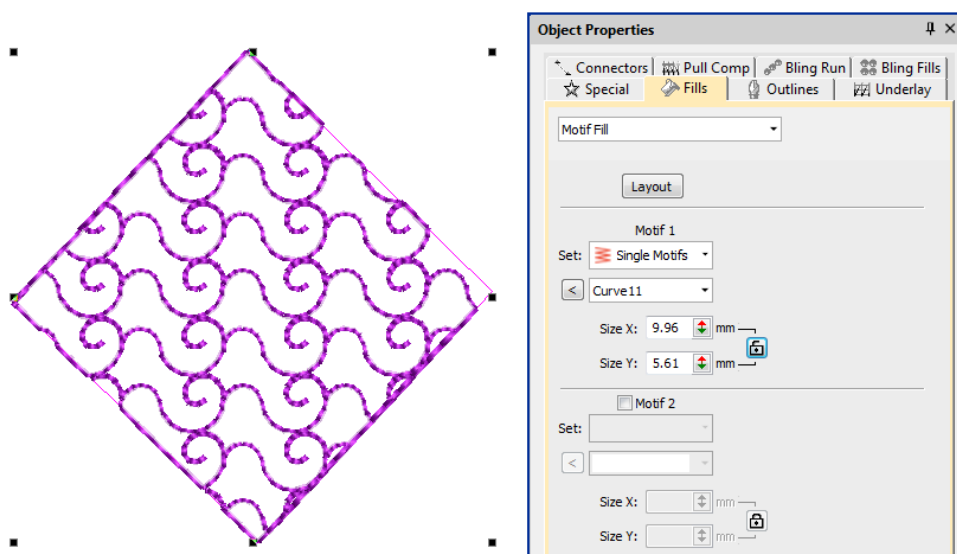 Object Properties
Connectors Pull Comp Bling Run Bling Fills
Special Fills Outlines Underlay
Motif Fill
Layout
Motif 1
Set: Single Motifs
< Curve11
Size X: 9.96 mm
Size Y: 5.61 mm
Motif 2
Set:
<
Size X: mm
Size Y: mm